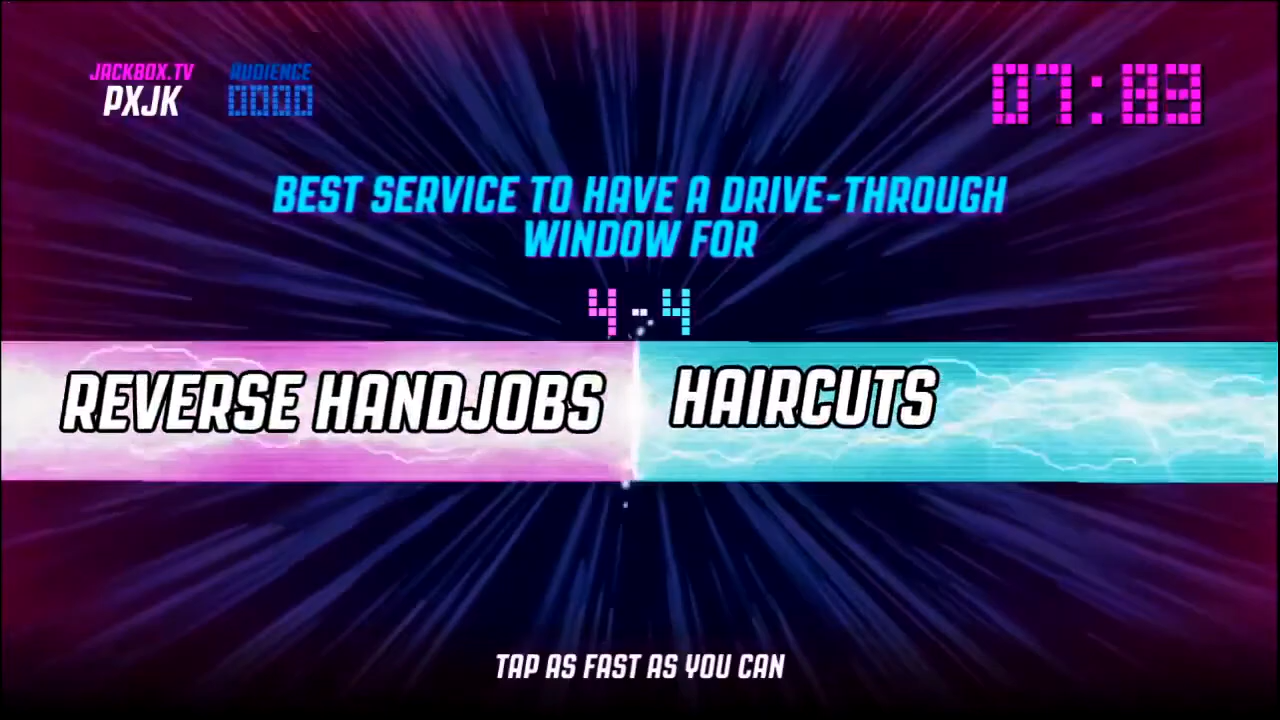 JACKBOX.TV
PXJK
AUDIENCE
0000
07:83
BEST SERVICE TO HAVE A DRIVE-THROUGH
WINDOW FOR
4-4
REVERSE HANDJOBS
HAIRCUTS
TAP AS FAST AS YOU CAN